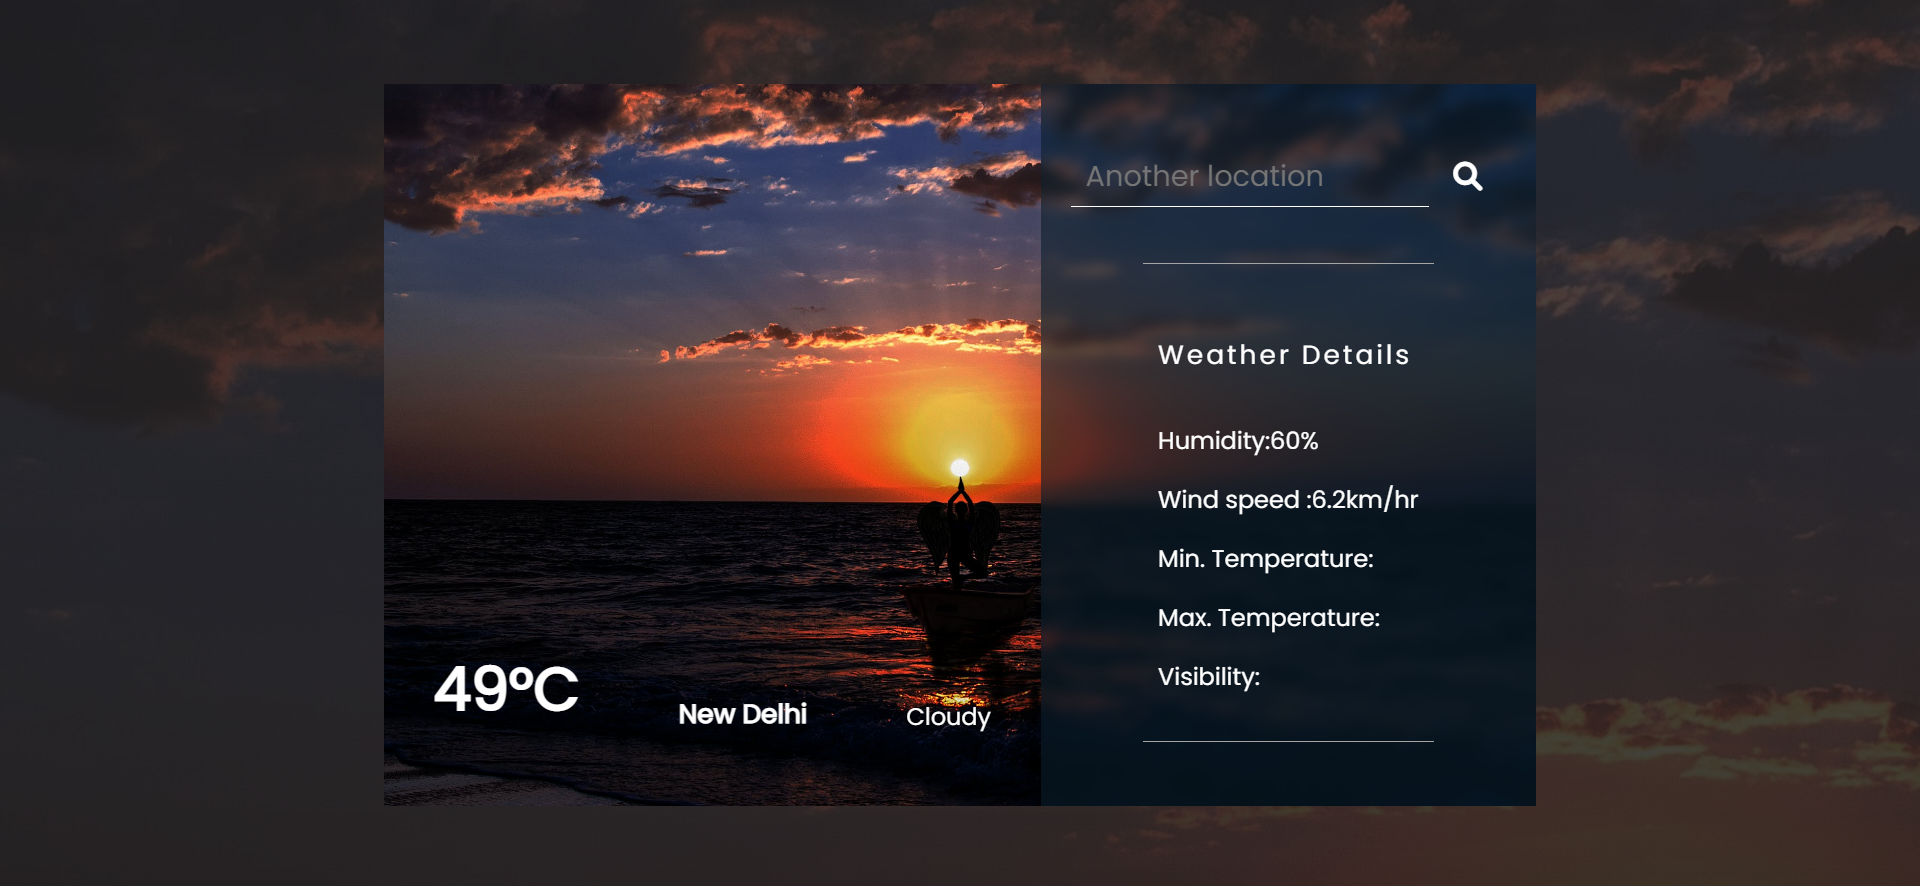 49°C
New Delhi
Cloudy
Another location
Weather Details
Humidity:60%
Wind speed :6.2km/hr
Min. Temperature:
Max. Temperature:
Visibility: